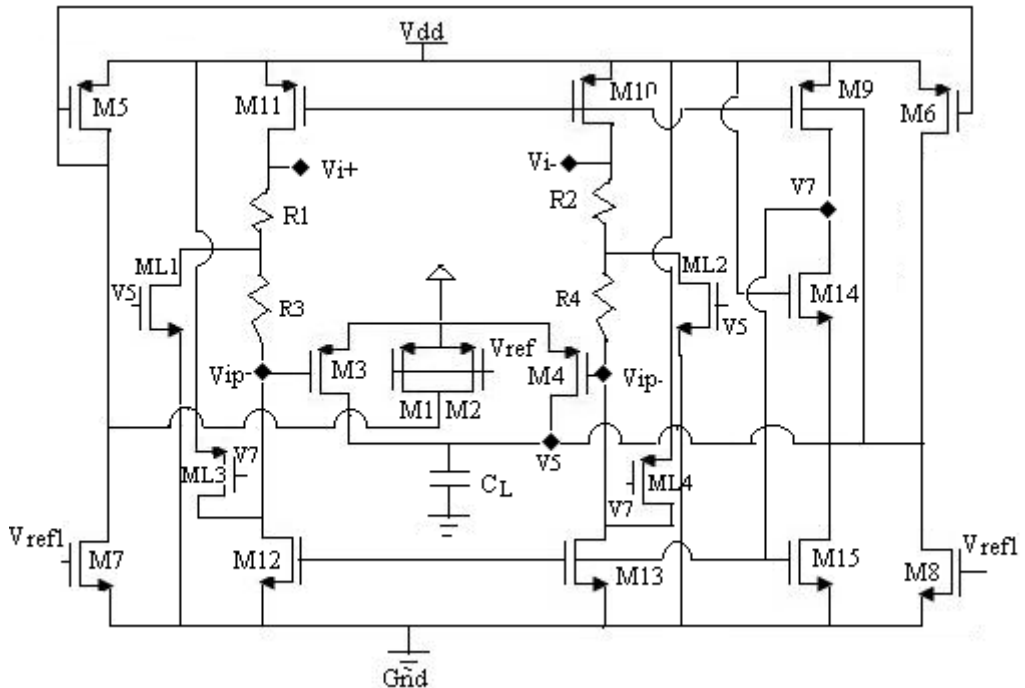 Vdd
M5
M11
M10
M9
M6
Vi+
Vi-
V7
R1
R2
ML1
ML2
V5
R3
R4
M14
V5
Vref
Vip-
M3
M4
Vip-
M1
M2
V7
V5
ML3
ML4
CL
V7
Vref1
M7
M12
M13
M15
M8
Vref1
Gnd